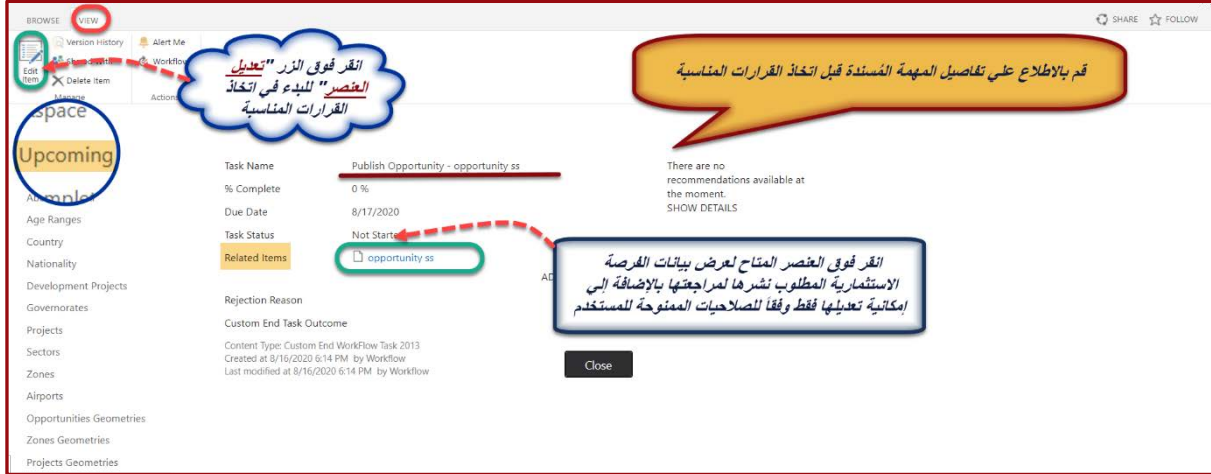 BROWSE VIEW
SHARE FOLLOW
Version History
Alert Me
Shared With
Workflow
Edit
Item
Delete Item
Manage
Actions
انقر فوق الزر "تعديل
العنصر" للبدء في اتخاذ
القرارات المناسبة
قم بالاطلاع علي تفاصيل المهمة المُسندة قبل اتخاذ القرارات المناسبة
Upcoming
Age Ranges
Country
Nationality
Development Projects
Governorates
Projects
Sectors
Zones
Airports
Opportunities Geometries
Zones Geometries
Projects Geometries
Task Name Publish Opportunity - opportunity ss
% Complete 0 %
Due Date 8/17/2020
Task Status Not Started
Related Items opportunity ss
Rejection Reason
Custom End Task Outcome
Content Type: Custom End WorkFlow Task 2013
Created at 8/16/2020 6:14 PM by Workflow
Last modified at 8/16/2020 6:14 PM by Workflow
Close
There are no
recommendations available at
the moment.
SHOW DETAILS
انقر فوق العنصر المتاح لعرض بيانات الفرصة
الاستثمارية المطلوب نشرها لمراجعتها بالإضافة إلي
إمكانية تعديلها فقط وفقاً للصلاحيات الممنوحة للمستخدم